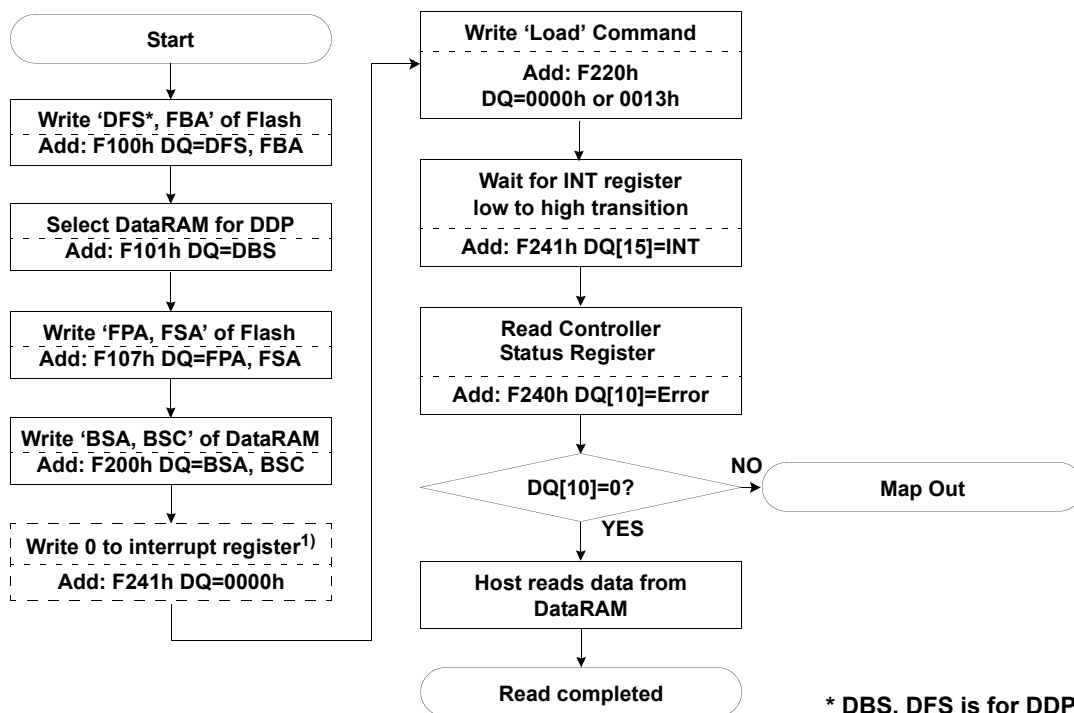 Start
Write ‘DFS*, FBA’ of Flash
Add: F100h DQ=DFS, FBA
Select DataRAM for DDP
Add: F101h DQ=DBS
Write ‘FPA, FSA’ of Flash
Add: F107h DQ=FPA, FSA
Write ‘BSA, BSC’ of DataRAM
Add: F200h DQ=BSA, BSC
Write 0 to interrupt register1)
Add: F241h DQ=0000h
Write ‘Load’ Command
Add: F220h
DQ=0000h or 0013h
Wait for INT register
low to high transition
Add: F241h DQ[15]=INT
Read Controller
Status Register
Add: F240h DQ[10]=Error
DQ[10]=0?
NO
Map Out
YES
Host reads data from
DataRAM
Read completed
* DBS, DFS is for DDP